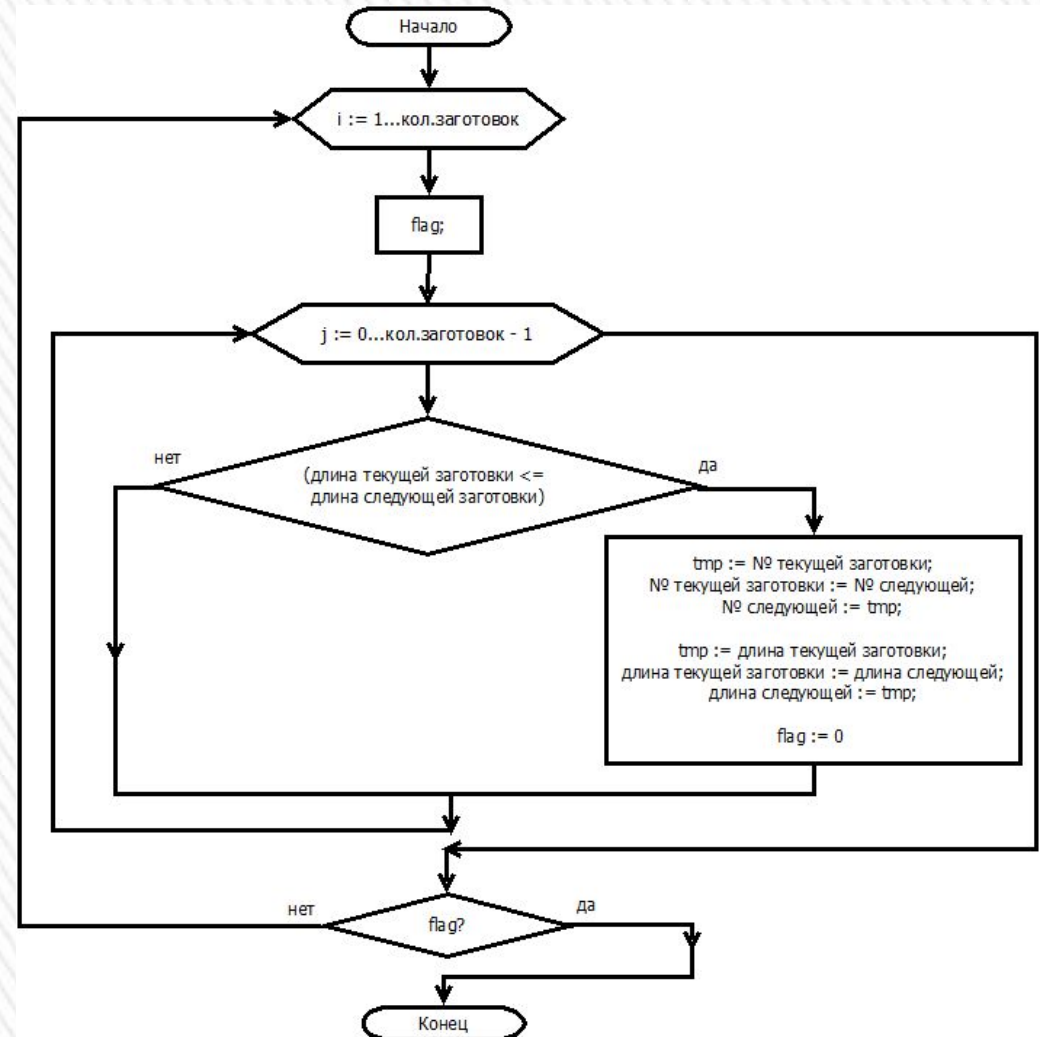 Начало
i := 1...кол.заготовок
flag;
j := 0...кол.заготовок - 1
нет
(длина текущей заготовки <=
длина следующей заготовки)
да
tmp := № текущей заготовки;
№ текущей заготовки := № следующей;
№ следующей := tmp;
tmp := длина текущей заготовки;
длина текущей заготовки := длина следующей;
длина следующей := tmp;
flag := 0
нет
flag?
да
Конец